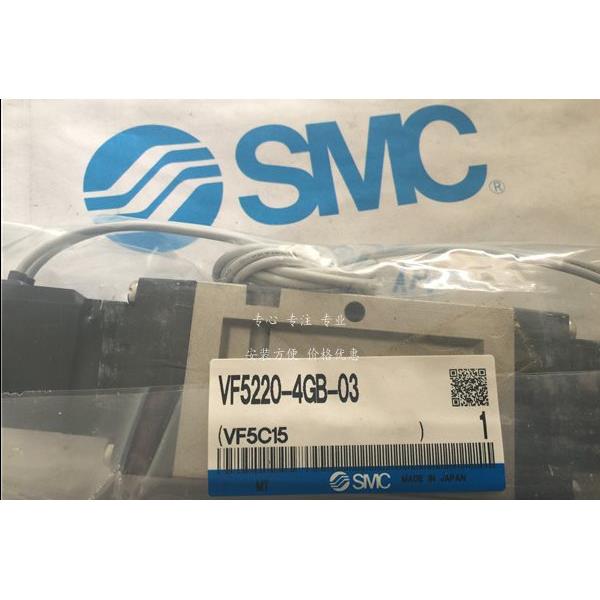 SMC®
专心 专注 专业
安装方便 价格优惠
VF5220-4GB-03
(VF5C15 ) 1
MT SMC MADE IN JAPAN